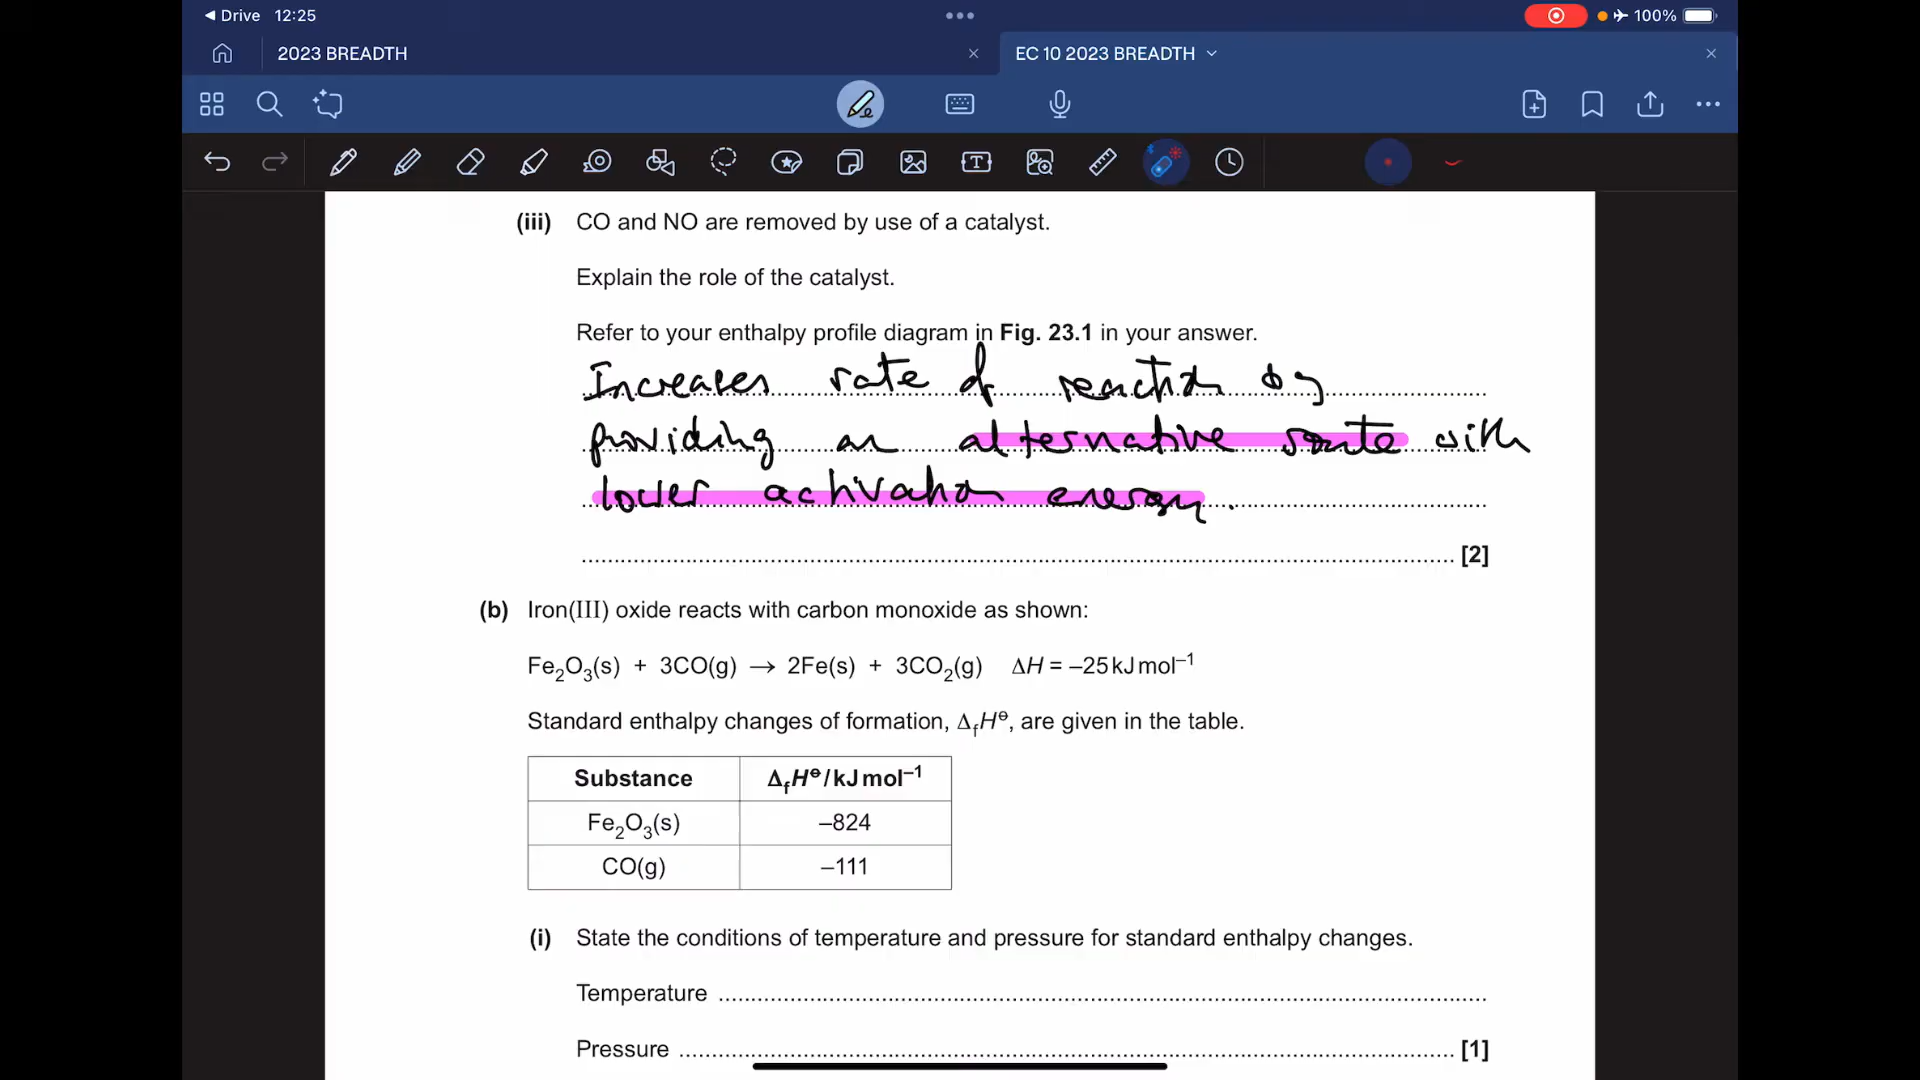 Drive 12:25
100%
2023 BREADTH
EC 10 2023 BREADTH
(iii) CO and NO are removed by use of a catalyst.
Explain the role of the catalyst.
Refer to your enthalpy profile diagram in Fig. 23.1 in your answer.
Increases rate of reaction by
providing an alternative route with
lower activation energy.
[2]
(b) Iron(III) oxide reacts with carbon monoxide as shown:
Fe₂O₃(s) + 3CO(g) → 2Fe(s) + 3CO₂(g) ΔH = –25 kJ mol⁻¹
Standard enthalpy changes of formation, ΔfH⦵, are given in the table.
Substance ΔfH⦵/kJ mol⁻¹
Fe₂O₃(s) –824
CO(g) –111
(i) State the conditions of temperature and pressure for standard enthalpy changes.
Temperature
Pressure [1]